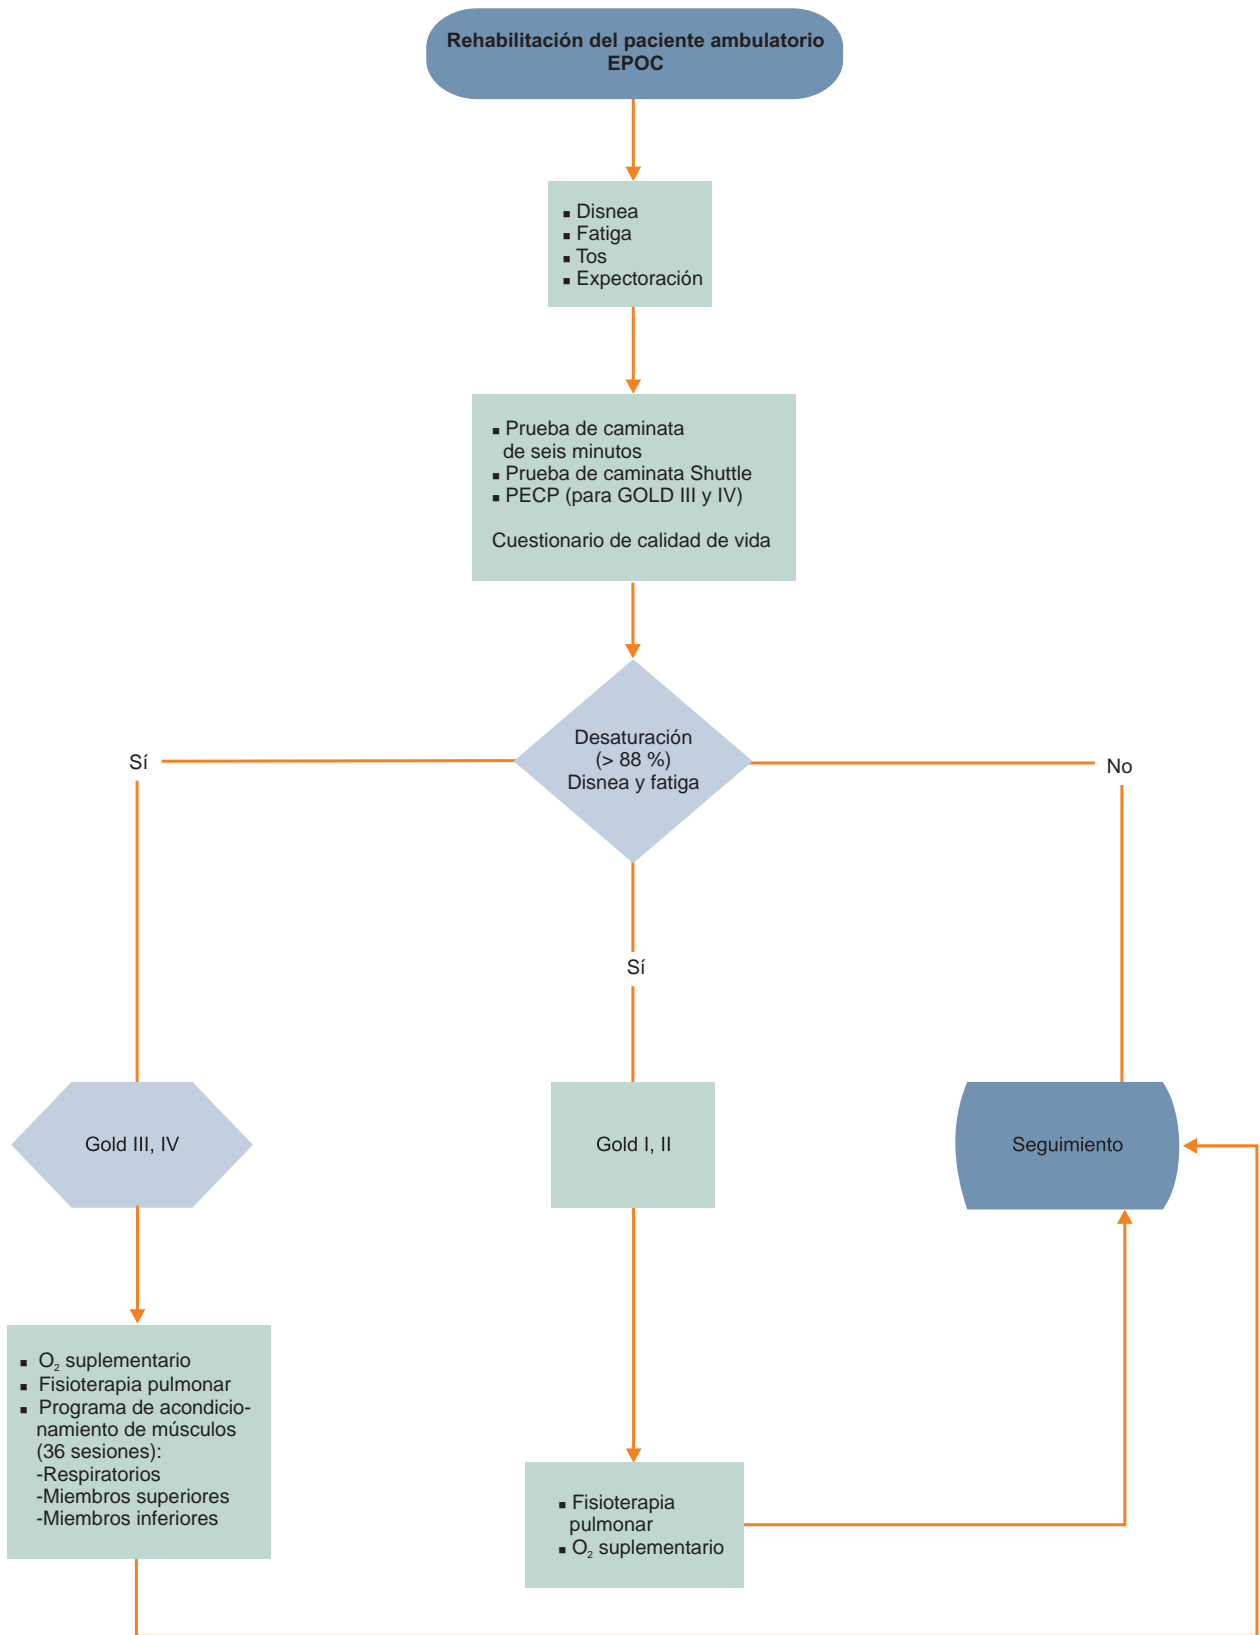 Rehabilitación del paciente ambulatorio
EPOC
▪ Disnea
▪ Fatiga
▪ Tos
▪ Expectoración
▪ Prueba de caminata
de seis minutos
▪ Prueba de caminata Shuttle
▪ PECP (para GOLD III y IV)
Cuestionario de calidad de vida
Desaturación
(> 88 %)
Disnea y fatiga
Sí
No
Sí
Gold III, IV
Gold I, II
Seguimiento
▪ O₂ suplementario
▪ Fisioterapia pulmonar
▪ Programa de acondicio-
namiento de músculos
(36 sesiones):
-Respiratorios
-Miembros superiores
-Miembros inferiores
▪ Fisioterapia
pulmonar
▪ O₂ suplementario